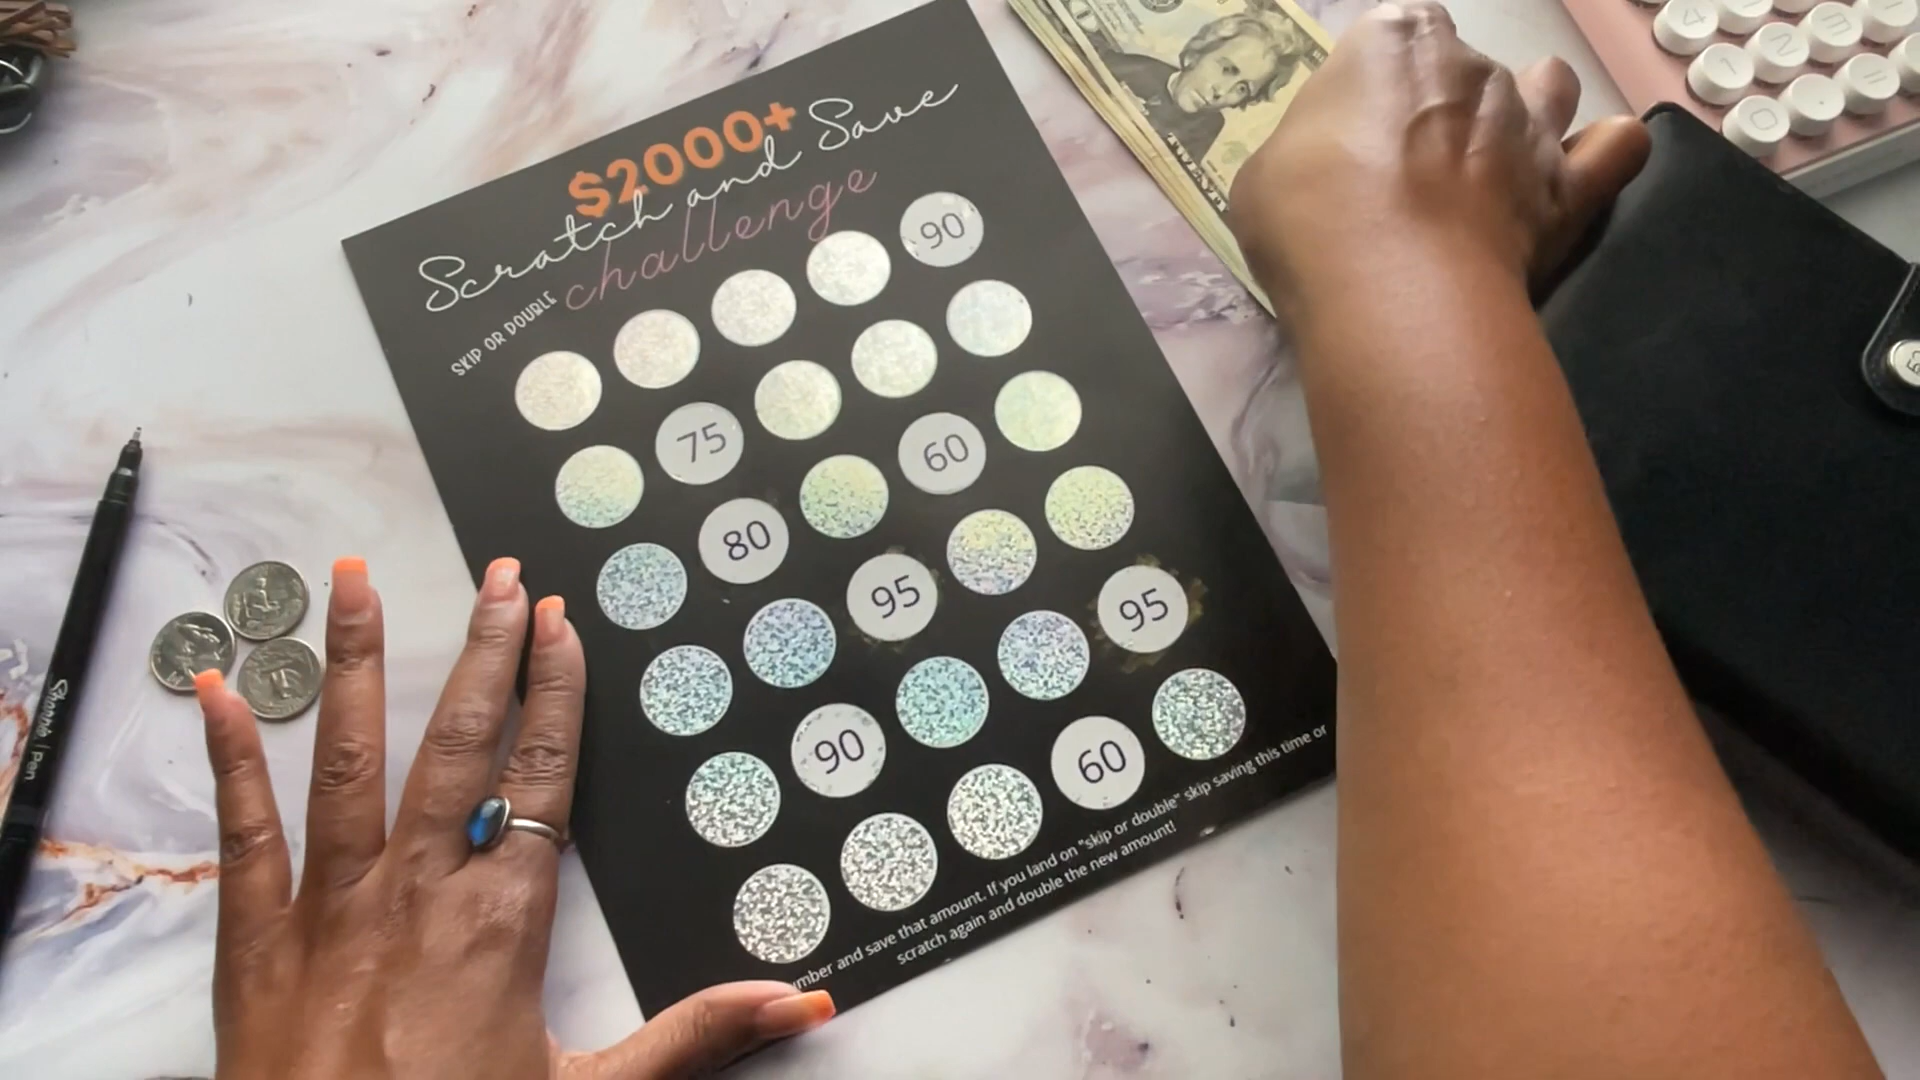 $2000+
Scratch and Save
SKIP OR DOUBLE challenge
90
75
60
80
95
95
90
60
number and save that amount. If you land on "skip or double" skip saving this time or
scratch again and double the new amount!
Sharpie | Pen